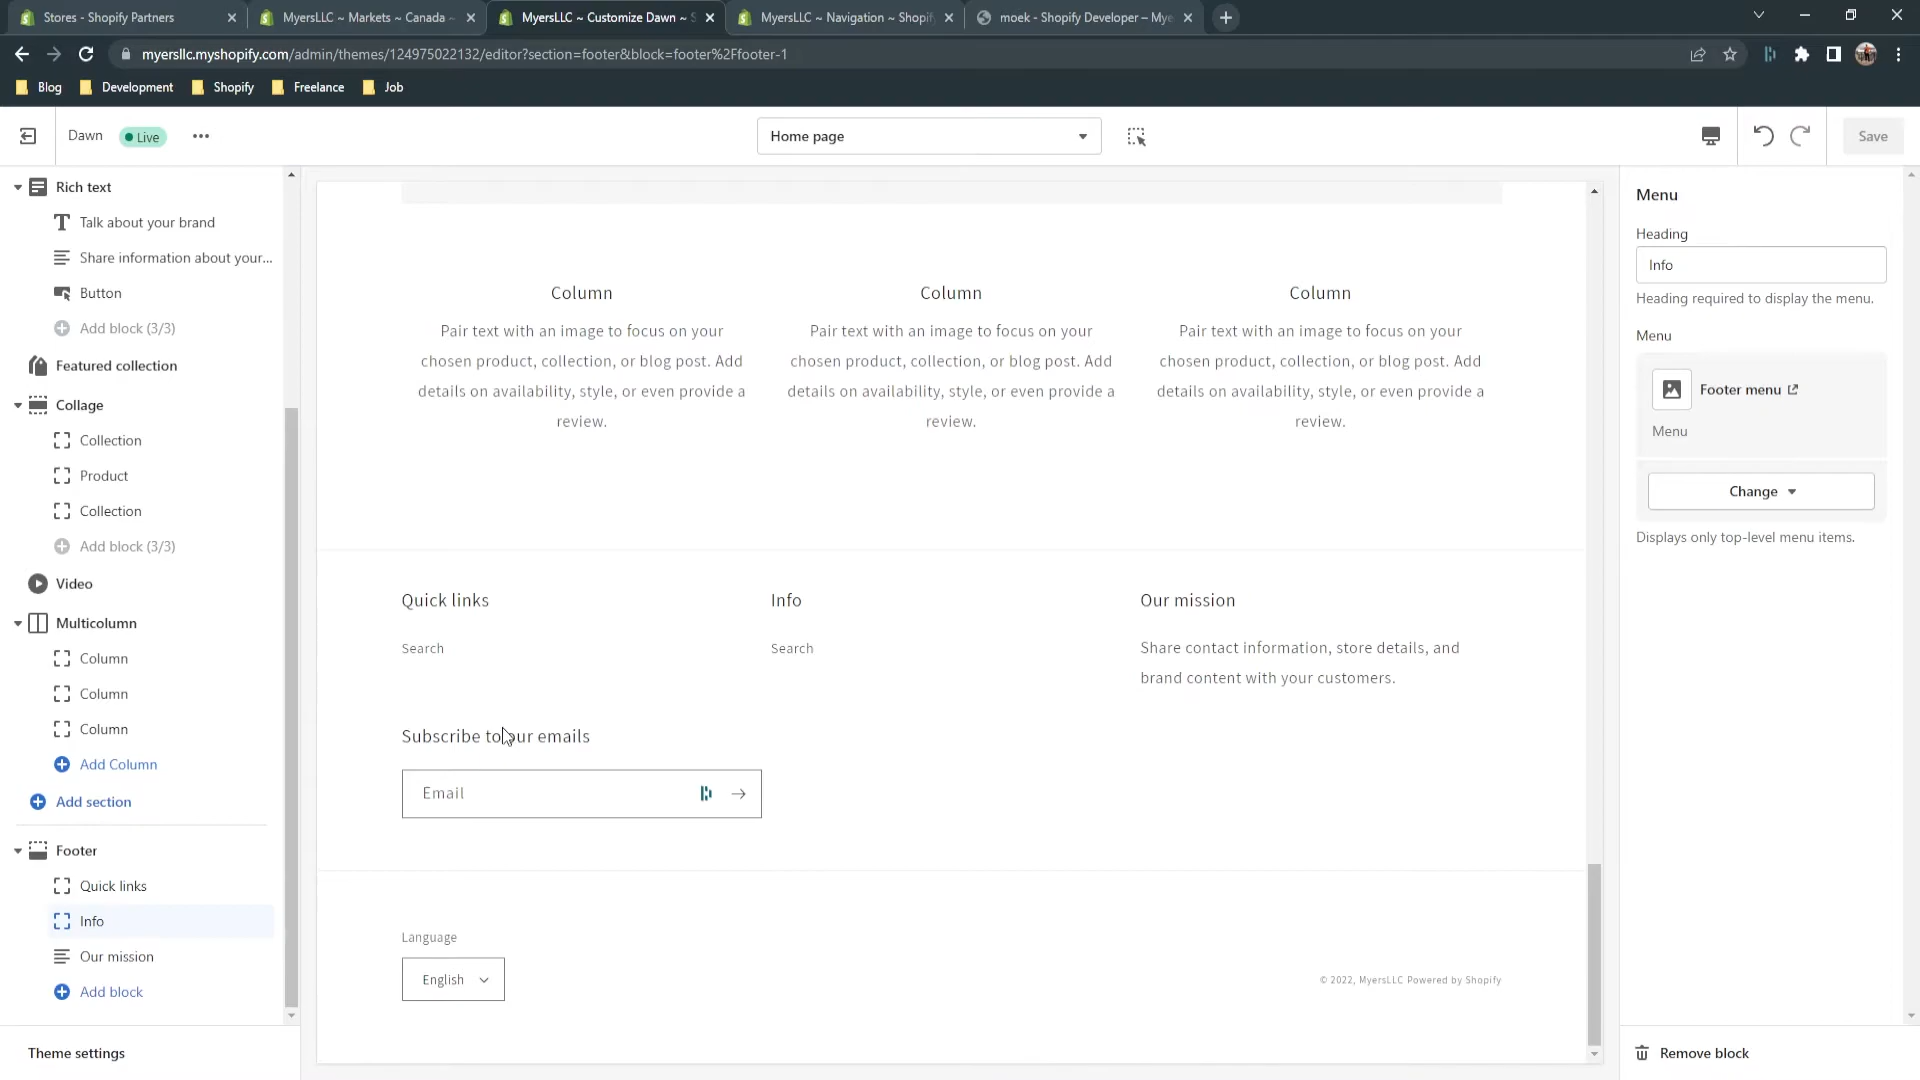 Stores - Shopify Partners
MyersLLC ~ Markets ~ Canada ~
MyersLLC ~ Customize Dawn ~ S
MyersLLC ~ Navigation ~ Shopif
moek - Shopify Developer – Mye
myersllc.myshopify.com/admin/themes/124975022132/editor?section=footer&block=footer%2Ffooter-1
Blog
Development
Shopify
Freelance
Job
Dawn
Live
Home page
Save
Rich text
Talk about your brand
Share information about your...
Button
Add block (3/3)
Featured collection
Collage
Collection
Product
Collection
Add block (3/3)
Video
Multicolumn
Column
Column
Column
Add Column
Add section
Footer
Quick links
Info
Our mission
Add block
Theme settings
Column
Pair text with an image to focus on your
chosen product, collection, or blog post. Add
details on availability, style, or even provide a
review.
Column
Pair text with an image to focus on your
chosen product, collection, or blog post. Add
details on availability, style, or even provide a
review.
Column
Pair text with an image to focus on your
chosen product, collection, or blog post. Add
details on availability, style, or even provide a
review.
Quick links
Search
Info
Search
Our mission
Share contact information, store details, and
brand content with your customers.
Subscribe to our emails
Email
Language
English
© 2022, MyersLLC Powered by Shopify
Menu
Heading
Info
Heading required to display the menu.
Menu
Footer menu
Menu
Change
Displays only top-level menu items.
Remove block